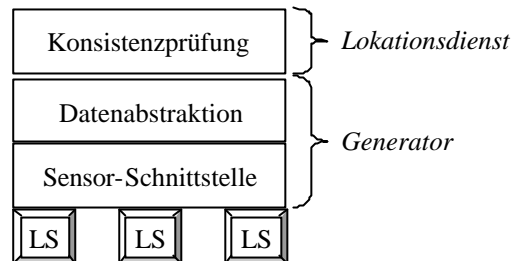 Konsistenzprüfung
Lokationsdienst
Datenabstraktion
Generator
Sensor-Schnittstelle
LS LS LS